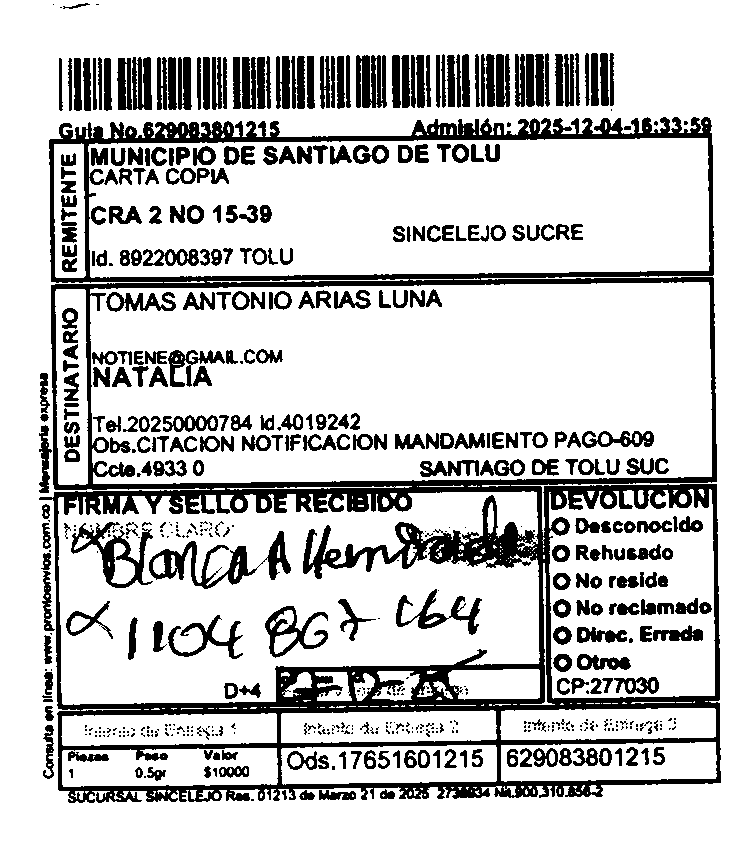 Guia No.629083801215 Admisión: 2025-12-04-16:33:59
REMITENTE
MUNICIPIO DE SANTIAGO DE TOLU
CARTA COPIA
CRA 2 NO 15-39
SINCELEJO SUCRE
Id. 8922008397 TOLU
DESTINATARIO
TOMAS ANTONIO ARIAS LUNA
NOTIENE@GMAIL.COM
NATALIA
Tel.20250000784 Id.4019242
Obs.CITACION NOTIFICACION MANDAMIENTO PAGO-609
Ccte.4933 0 SANTIAGO DE TOLU SUC
Consulta en línea: www.prontoenvios.com.co | Mensajería expresa
FIRMA Y SELLO DE RECIBIDO
NOMBRE CLARO:
Blanca A
1104 867 164
D+4
DEVOLUCION
Desconocido
Rehusado
No reside
No reclamado
Direc. Errada
Otros
CP:277030
Intento de Entrega 1 Intento de Entrega 2 Intento de Entrega 3
Piezas Peso Valor
1 0.5gr $10000
Ods.17651601215 629083801215
SUCURSAL SINCELEJO Res. 01213 de Marzo 21 de 2025 2736934 Nit.900,310,856-2